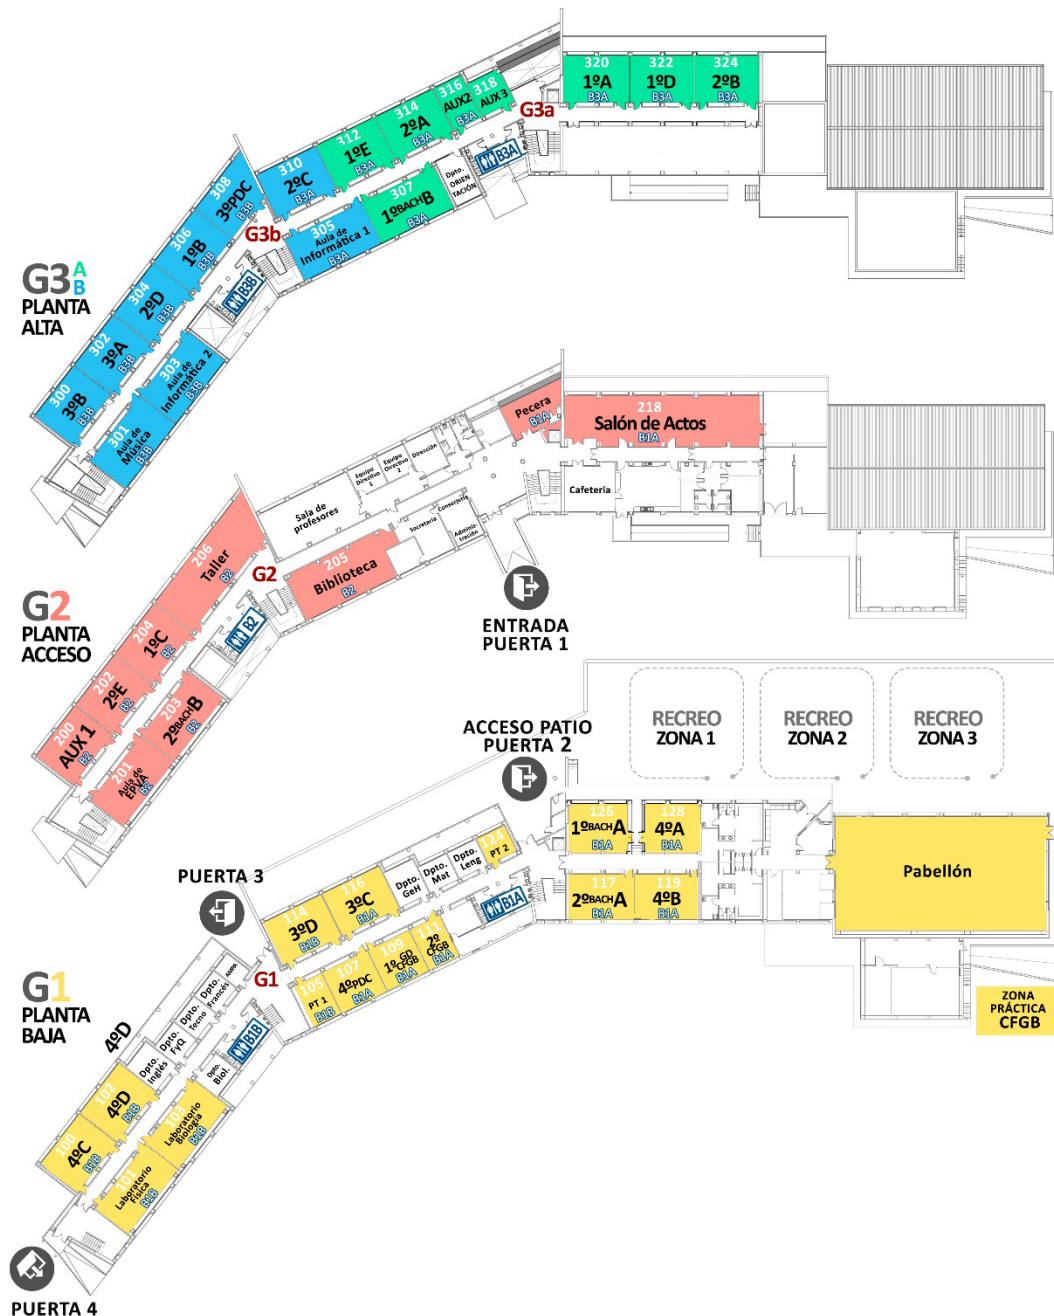 320
1ºA
B3A
322
1ºD
B3A
324
2ºB
B3A
316
AUX2
B3A
318
AUX 3
G3a
314
2ºA
B3A
312
1ºE
B3A
310
2ºC
B3A
B3A
Dpto.
ORIEN
TACIÓN
307
1ºBACHB
B3A
305
Aula de
Informática 1
B3A
G3b
308
3ºPDC
B3B
306
1ºB
B3B
304
2ºD
B3B
302
3ºA
B3B
300
3ºB
B3B
B3B
303
Aula de
Informática 2
B3B
301
Aula de
Música
B3B
G3 A
B
PLANTA
ALTA
Pecera
B1A
218
Salón de Actos
B1A
Cafetería
Equipo
Directivo
1
Equipo
Directivo
2
Dirección
Sala de
profesores
Secretaría
Conserjería
Adminis-
tración
205
Biblioteca
B2
G2
206
Taller
B2
204
1ºC
B2
202
2ºE
B2
200
AUX 1
B2
B2
203
2ºBACHB
B2
201
Aula de
EPVA
B2
G2
PLANTA
ACCESO
ENTRADA
PUERTA 1
RECREO
ZONA 1
RECREO
ZONA 2
RECREO
ZONA 3
ACCESO PATIO
PUERTA 2
126
1ºBACHA
B1A
128
4ºA
B1A
117
2ºBACHA
B1A
119
4ºB
B1A
Pabellón
ZONA
PRÁCTICA
CFGB
124
PT 2
Dpto.
Leng
Dpto.
Mat
Dpto.
GeH
116
3ºC
B1A
114
3ºD
B1B
B1A
111
2º
CFGB
B1A
109
1º GD
CFGB
B1A
107
4ºPDC
B1A
105
PT 1
B1B
PUERTA 3
G1
AMPA
Dpto.
Francés
Dpto.
Tecno
Dpto.
FyQ
Dpto.
Inglés
4ºD
B1B
Dpto.
Biol.
102
4ºD
B1B
100
4ºC
B1B
103
Laboratorio
Biología
B1B
101
Laboratorio
Física
B1B
G1
PLANTA
BAJA
PUERTA 4